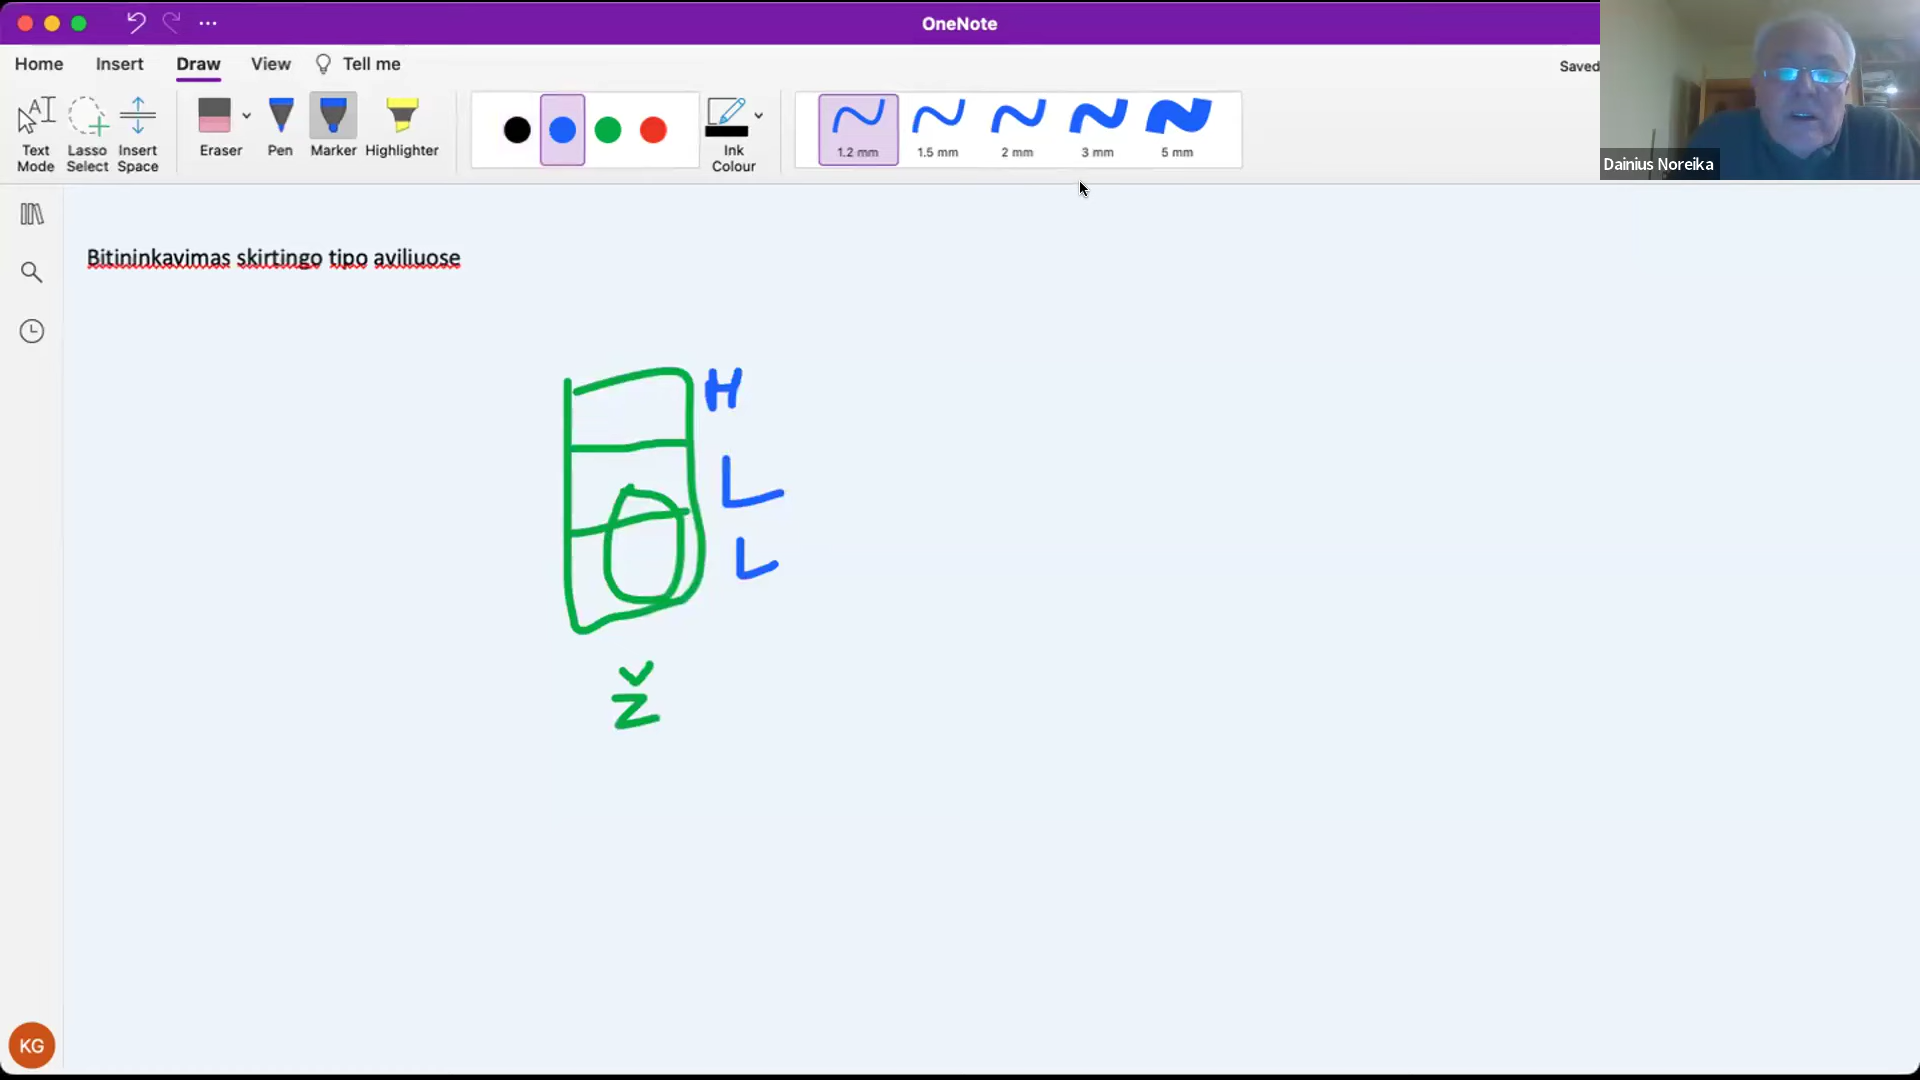 OneNote
Home Insert Draw View Tell me
Saved
Text Mode
Lasso Select
Insert Space
Eraser
Pen
Marker
Highlighter
Ink Colour
1.2 mm
1.5 mm
2 mm
3 mm
5 mm
Dainius Noreika
Bitininkavimas skirtingo tipo aviliuose
H
L
L
Ž
KG